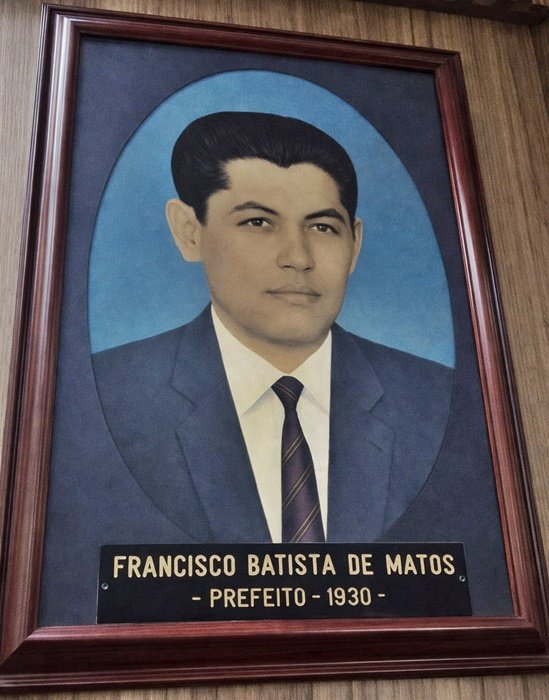 FRANCISCO BATISTA DE MATOS
- PREFEITO - 1930 -